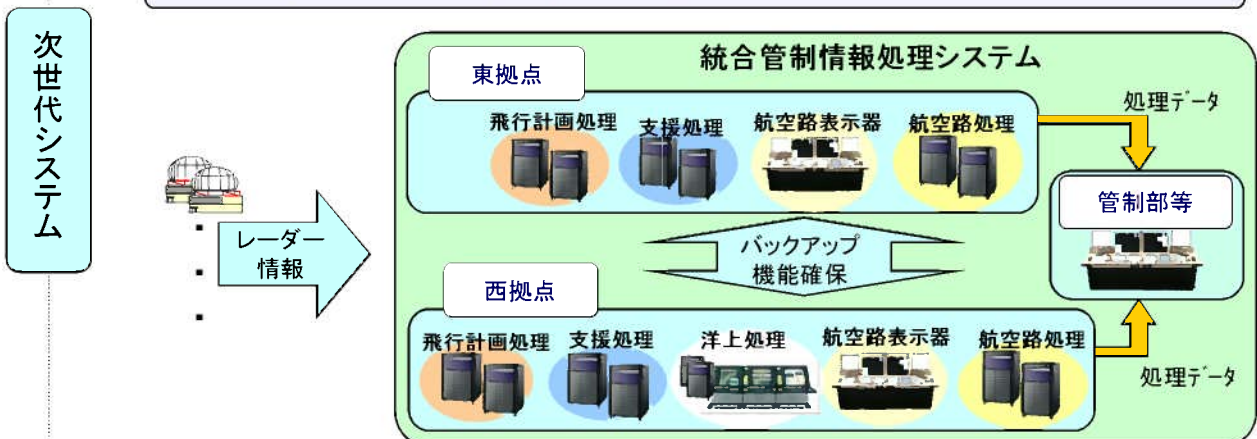 次世代システム
統合管制情報処理システム
東拠点
飛行計画処理
支援処理
航空路表示器
航空路処理
処理データ
管制部等
レーダー
情報
バックアップ
機能確保
西拠点
飛行計画処理
支援処理
洋上処理
航空路表示器
航空路処理
処理データ